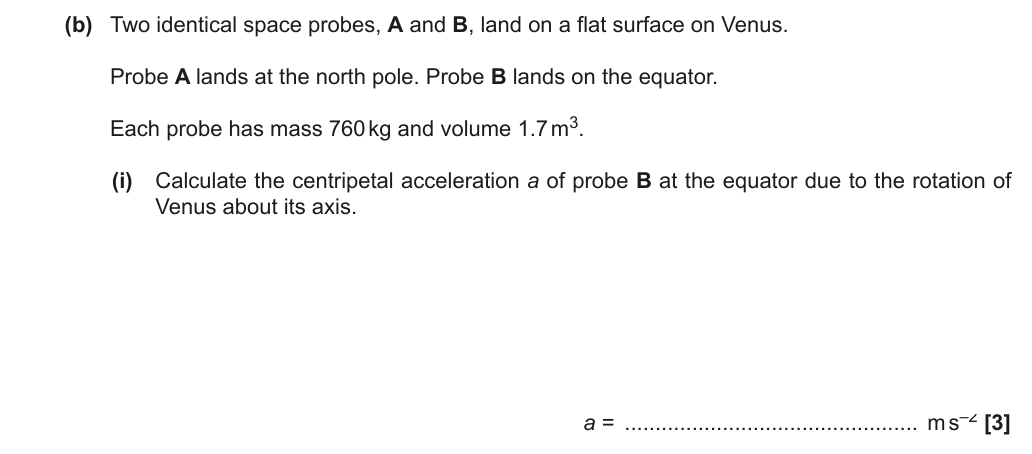 (b) Two identical space probes, A and B, land on a flat surface on Venus.
Probe A lands at the north pole. Probe B lands on the equator.
Each probe has mass 760 kg and volume 1.7 m³.
(i) Calculate the centripetal acceleration a of probe B at the equator due to the rotation of
Venus about its axis.
a = ................................................ m s⁻² [3]